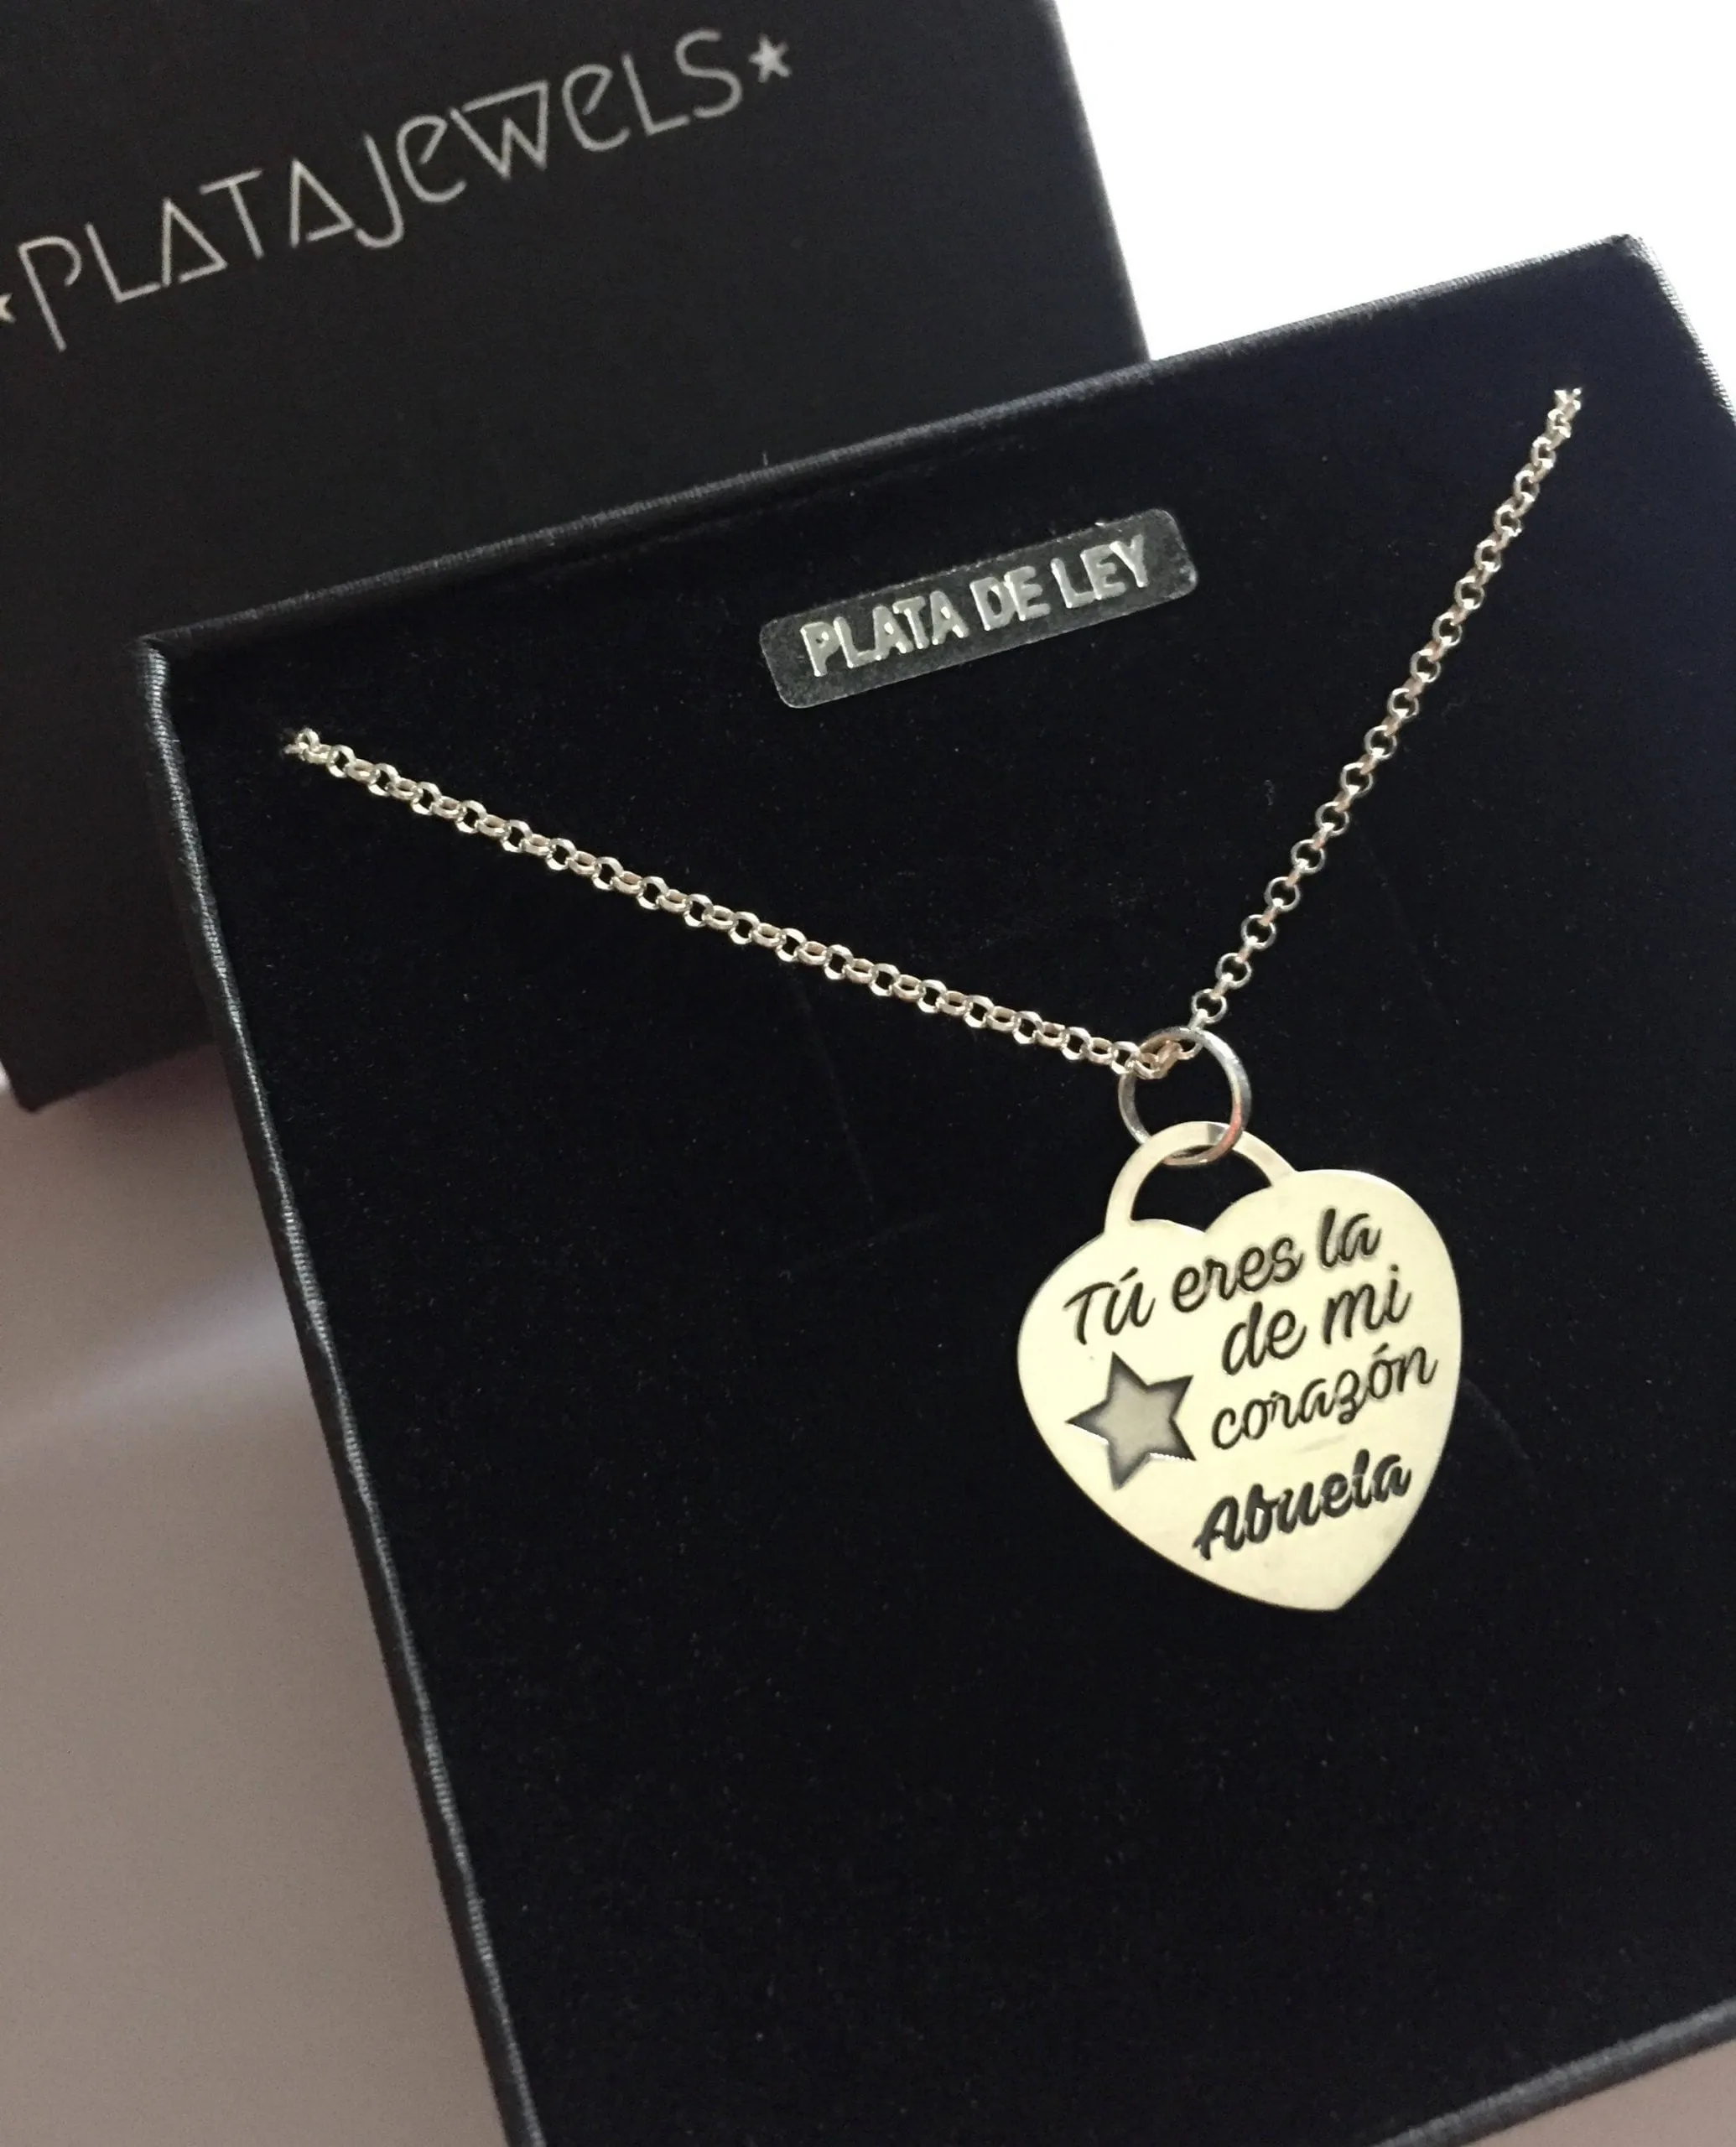 PLATAJEWELS
PLATA DE LEY
Tú eres la
de mi
corazón
Abuela